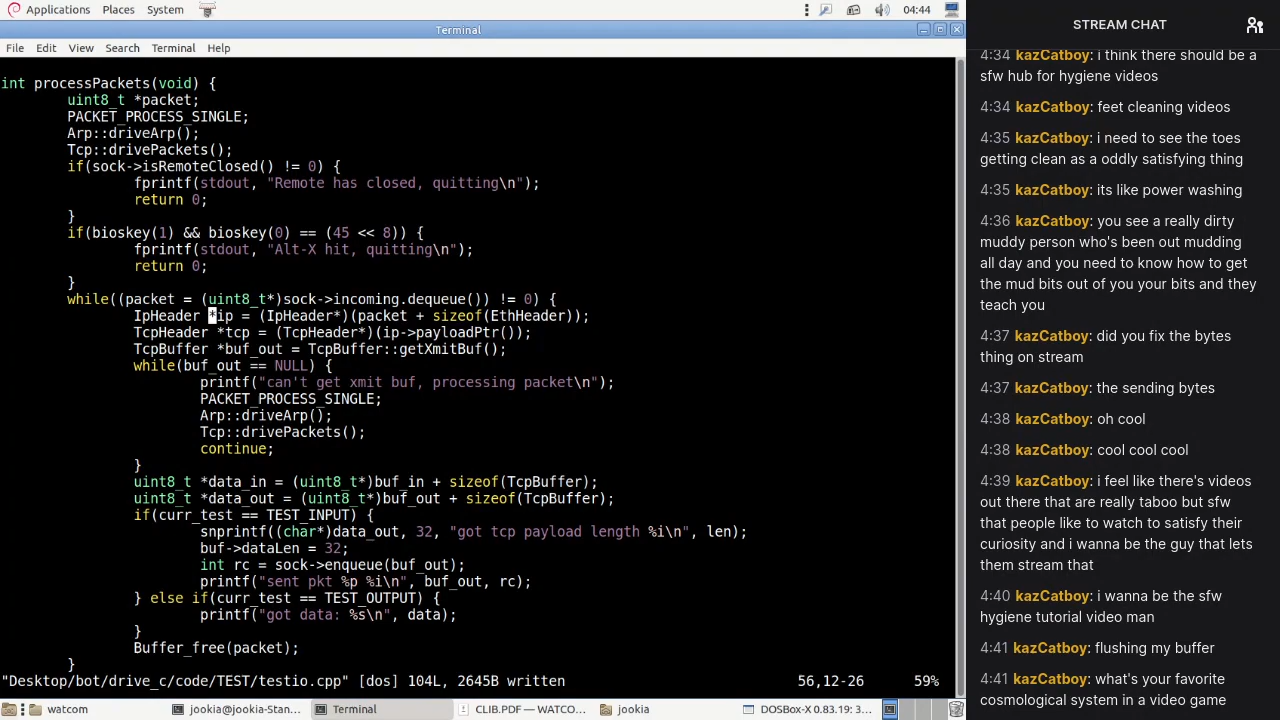 Applications Places System 04:44
Terminal
File Edit View Search Terminal Help
int processPackets(void) {
uint8_t *packet;
PACKET_PROCESS_SINGLE;
Arp::driveArp();
Tcp::drivePackets();
if(sock->isRemoteClosed() != 0) {
fprintf(stdout, "Remote has closed, quitting\n");
return 0;
}
if(bioskey(1) && bioskey(0) == (45 << 8)) {
fprintf(stdout, "Alt-X hit, quitting\n");
return 0;
}
while((packet = (uint8_t*)sock->incoming.dequeue()) != 0) {
IpHeader *ip = (IpHeader*)(packet + sizeof(EthHeader));
TcpHeader *tcp = (TcpHeader*)(ip->payloadPtr());
TcpBuffer *buf_out = TcpBuffer::getXmitBuf();
while(buf_out == NULL) {
printf("can't get xmit buf, processing packet\n");
PACKET_PROCESS_SINGLE;
Arp::driveArp();
Tcp::drivePackets();
continue;
}
uint8_t *data_in = (uint8_t*)buf_in + sizeof(TcpBuffer);
uint8_t *data_out = (uint8_t*)buf_out + sizeof(TcpBuffer);
if(curr_test == TEST_INPUT) {
snprintf((char*)data_out, 32, "got tcp payload length %i\n", len);
buf->dataLen = 32;
int rc = sock->enqueue(buf_out);
printf("sent pkt %p %i\n", buf_out, rc);
} else if(curr_test == TEST_OUTPUT) {
printf("got data: %s\n", data);
}
Buffer_free(packet);
}
"Desktop/bot/drive_c/code/TEST/testio.cpp" [dos] 104L, 2645B written 56,12-26 59%
watcom jookia@jookia-Stan... Terminal CLIB.PDF — WATCO... jookia DOSBox-X 0.83.19: 3...
STREAM CHAT
4:34 kazCatboy: i think there should be a
sfw hub for hygiene videos
4:34 kazCatboy: feet cleaning videos
4:35 kazCatboy: i need to see the toes
getting clean as a oddly satisfying thing
4:35 kazCatboy: its like power washing
4:36 kazCatboy: you see a really dirty
muddy person who's been out mudding
all day and you need to know how to get
the mud bits out of you your bits and they
teach you
4:37 kazCatboy: did you fix the bytes
thing on stream
4:37 kazCatboy: the sending bytes
4:38 kazCatboy: oh cool
4:38 kazCatboy: cool cool cool
4:39 kazCatboy: i feel like there's videos
out there that are really taboo but sfw
that people like to watch to satisfy their
curiosity and i wanna be the guy that lets
them stream that
4:40 kazCatboy: i wanna be the sfw
hygiene tutorial video man
4:41 kazCatboy: flushing my buffer
4:41 kazCatboy: what's your favorite
cosmological system in a video game